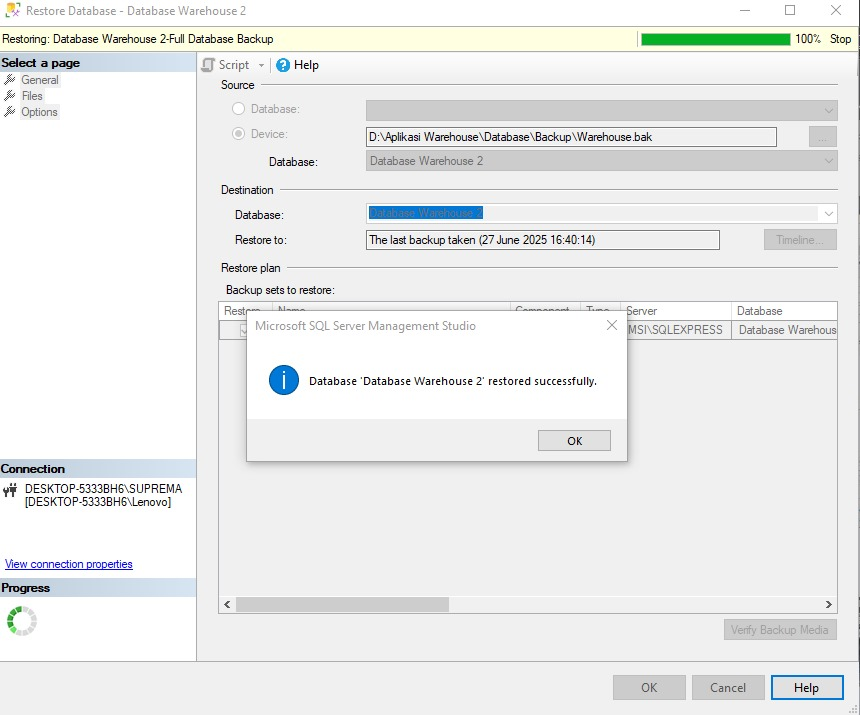 Restore Database - Database Warehouse 2
Restoring: Database Warehouse 2-Full Database Backup
100%
Stop
Select a page
General
Files
Options
Script
Help
Source
Database:
Device:
D:\Aplikasi Warehouse\Database\Backup\Warehouse.bak
...
Database:
Database Warehouse 2
Destination
Database:
Database Warehouse 2
Restore to:
The last backup taken (27 June 2025 16:40:14)
Timeline...
Restore plan
Backup sets to restore:
Restore Name Component Type Server Database
MSI\SQLEXPRESS Database Warehous
Microsoft SQL Server Management Studio
Database 'Database Warehouse 2' restored successfully.
OK
Connection
DESKTOP-5333BH6\SUPREMA
[DESKTOP-5333BH6\Lenovo]
View connection properties
Progress
Verify Backup Media
OK
Cancel
Help